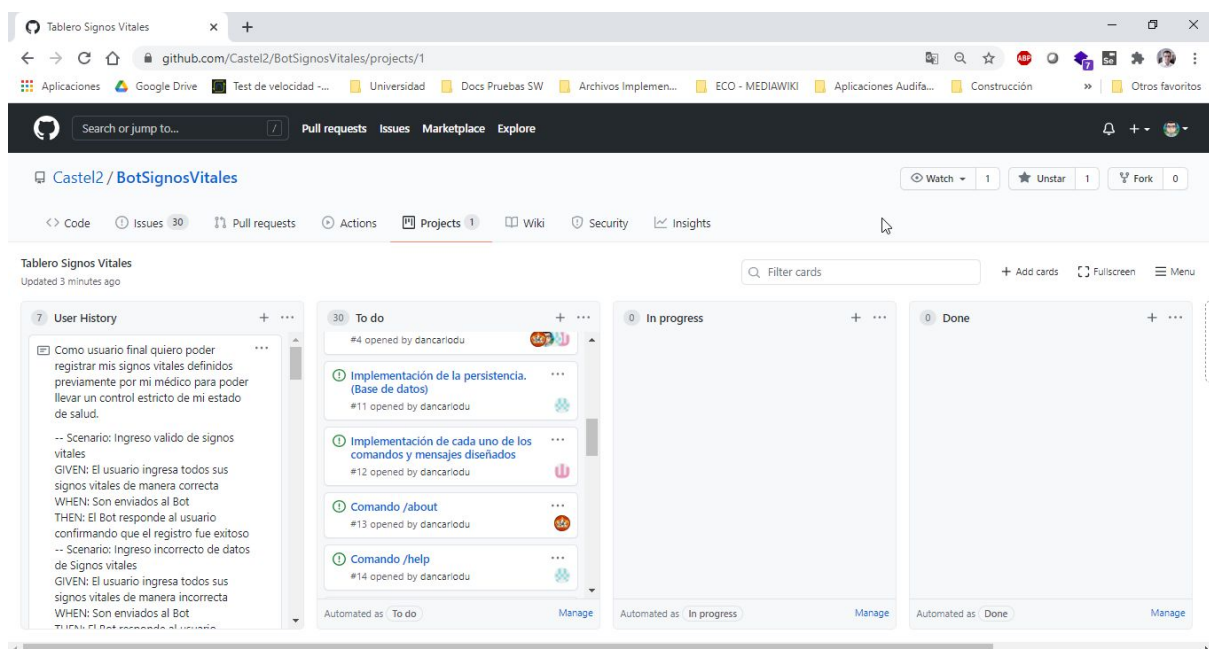 Tablero Signos Vitales
github.com/Castel2/BotSignosVitales/projects/1
ABP
7
Se
Aplicaciones Google Drive Test de velocidad -... Universidad Docs Pruebas SW Archivos Implemen... ECO - MEDIAWIKI Aplicaciones Audifa... Construcción » Otros favoritos
Search or jump to... / Pull requests Issues Marketplace Explore
Castel2 / BotSignosVitales
Watch 1 Unstar 1 Fork 0
Code Issues 30 Pull requests Actions Projects 1 Wiki Security Insights
Tablero Signos Vitales
Updated 3 minutes ago
Filter cards
+ Add cards Fullscreen Menu
7 User History
Como usuario final quiero poder
registrar mis signos vitales definidos
previamente por mi médico para poder
llevar un control estricto de mi estado
de salud.
-- Scenario: Ingreso valido de signos
vitales
GIVEN: El usuario ingresa todos sus
signos vitales de manera correcta
WHEN: Son enviados al Bot
THEN: El Bot responde al usuario
confirmando que el registro fue exitoso
-- Scenario: Ingreso incorrecto de datos
de Signos vitales
GIVEN: El usuario ingresa todos sus
signos vitales de manera incorrecta
WHEN: Son enviados al Bot
THEN: El Bot responde al usuario
30 To do
#4 opened by dancarlodu
Implementación de la persistencia.
(Base de datos)
#11 opened by dancarlodu
Implementación de cada uno de los
comandos y mensajes diseñados
#12 opened by dancarlodu
Comando /about
#13 opened by dancarlodu
Comando /help
#14 opened by dancarlodu
Automated as To do Manage
0 In progress
Automated as In progress Manage
0 Done
Automated as Done Manage